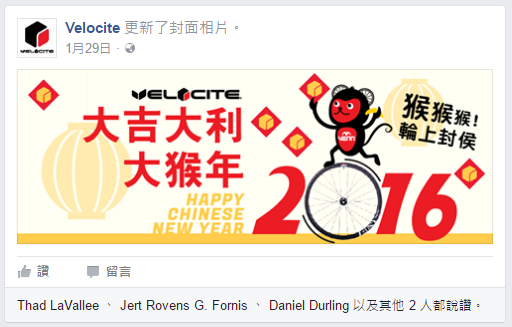 Velocite 更新了封面相片。
1月29日 ·
VELOCITE
VELOCITE
大吉大利
大猴年
HAPPY
CHINESE
NEW YEAR
2016
猴猴猴!
輪上封侯
VENN
讚 留言
Thad LaVallee 、 Jert Rovens G. Fornis 、 Daniel Durling 以及其他 2 人都說讚。